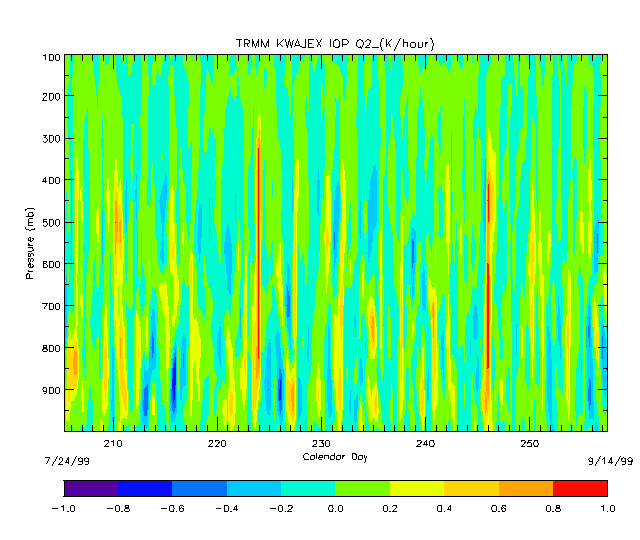 TRMM KWAJEX IOP Q2_(K/hour)
100
200
300
400
500
600
700
800
900
Pressure (mb)
210 220 230 240 250
Calendar Day
7/24/99 9/14/99
-1.0 -0.8 -0.6 -0.4 -0.2 0.0 0.2 0.4 0.6 0.8 1.0